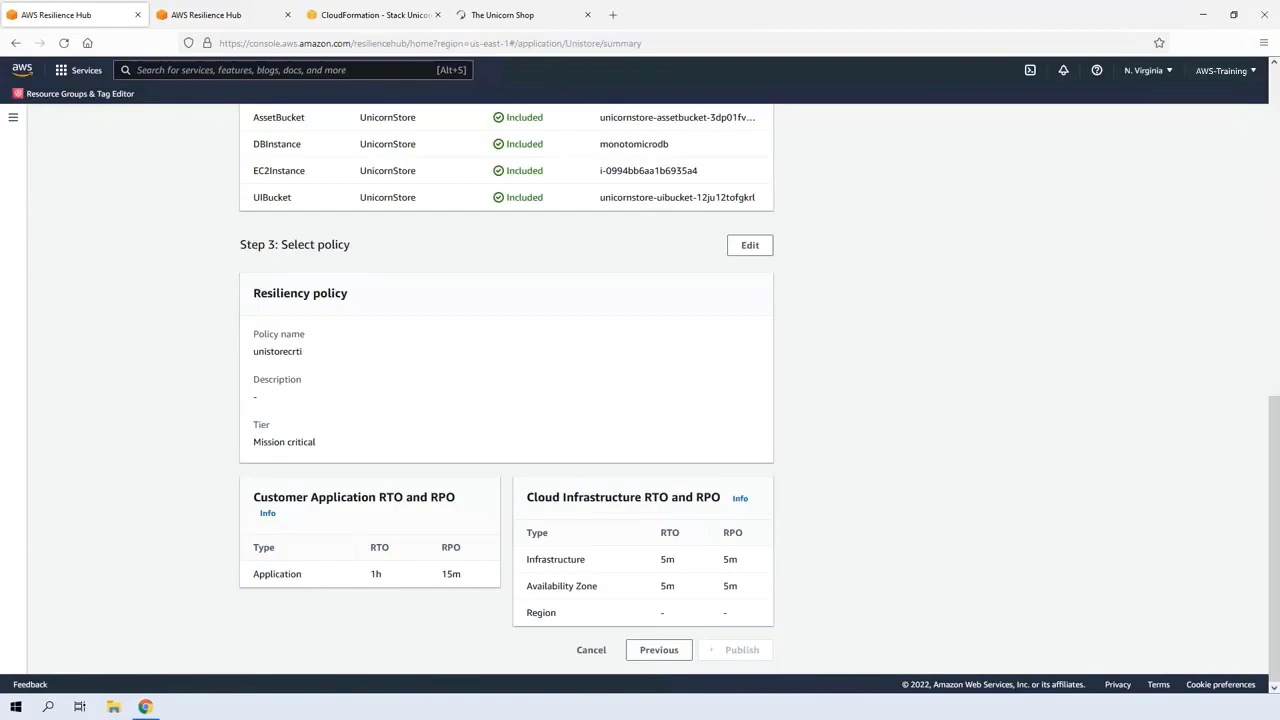 AWS Resilience Hub
AWS Resilience Hub
CloudFormation - Stack Unicorn
The Unicorn Shop
https://console.aws.amazon.com/resiliencehub/home?region=us-east-1#/application/Unistore/summary
aws
Services
Search for services, features, blogs, docs, and more
[Alt+S]
N. Virginia
AWS-Training
Resource Groups & Tag Editor
AssetBucket UnicornStore Included unicornstore-assetbucket-3dp01fv...
DBInstance UnicornStore Included monotomicrodb
EC2Instance UnicornStore Included i-0994bb6aa1b6935a4
UIBucket UnicornStore Included unicornstore-uibucket-12ju12tofgkrl
Step 3: Select policy
Edit
Resiliency policy
Policy name
unistorecrti
Description
-
Tier
Mission critical
Customer Application RTO and RPO
Info
Type RTO RPO
Application 1h 15m
Cloud Infrastructure RTO and RPO Info
Type RTO RPO
Infrastructure 5m 5m
Availability Zone 5m 5m
Region - -
Cancel
Previous
Publish
Feedback
© 2022, Amazon Web Services, Inc. or its affiliates.
Privacy
Terms
Cookie preferences